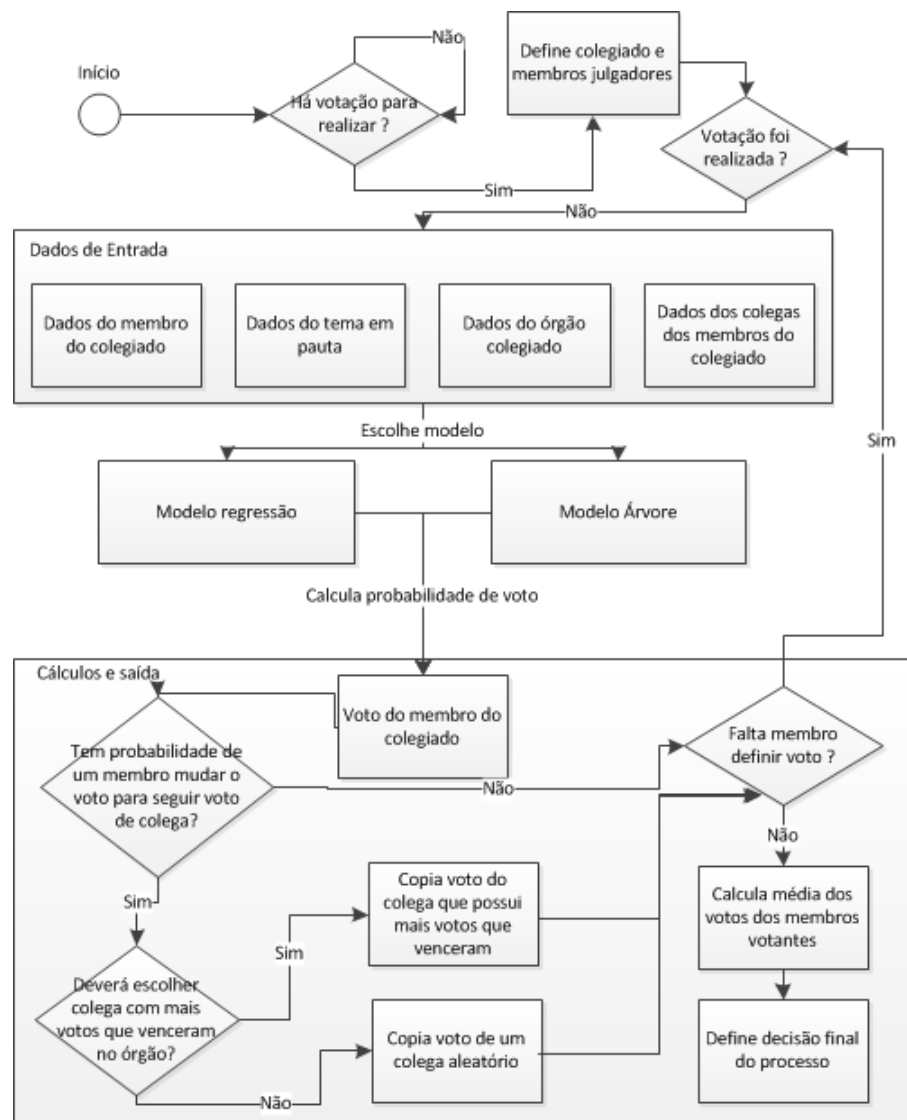 Não
Início
Há votação para
realizar ?
Sim
Define colegiado e
membros julgadores
Votação foi
realizada ?
Não
Dados de Entrada
Dados do membro
do colegiado
Dados do tema em
pauta
Dados do órgão
colegiado
Dados dos colegas
dos membros do
colegiado
Sim
Escolhe modelo
Modelo regressão
Modelo Árvore
Calcula probabilidade de voto
Cálculos e saída
Voto do membro do
colegiado
Tem probabilidade de
um membro mudar o
voto para seguir voto
de colega?
Não
Falta membro
definir voto ?
Não
Sim
Copia voto do
colega que possui
mais votos que
venceram
Calcula média dos
votos dos membros
votantes
Sim
Deverá escolher
colega com mais
votos que venceram
no órgão?
Não
Copia voto de um
colega aleatório
Define decisão final
do processo